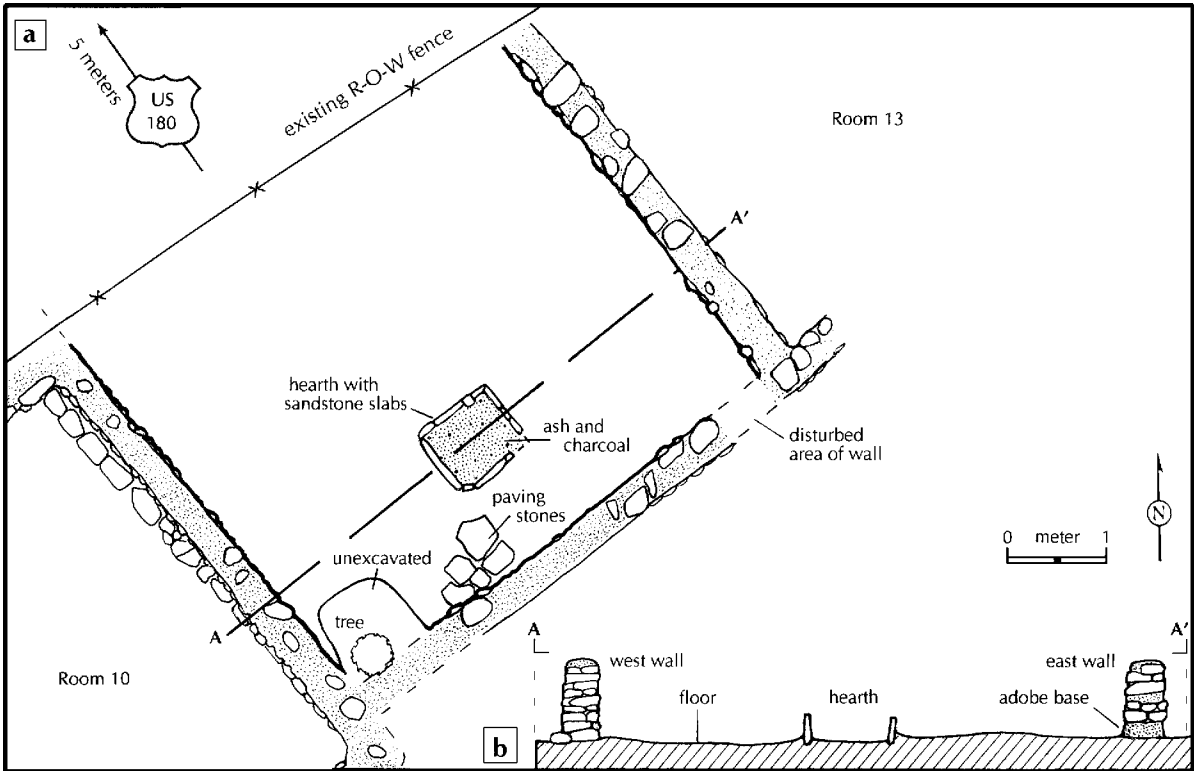 a
5 meters
US
180
existing R-O-W fence
Room 13
A'
hearth with
sandstone slabs
ash and
charcoal
disturbed
area of wall
paving
stones
unexcavated
tree
N
0 meter 1
A
Room 10
A
A'
west wall
east wall
floor
hearth
adobe base
b